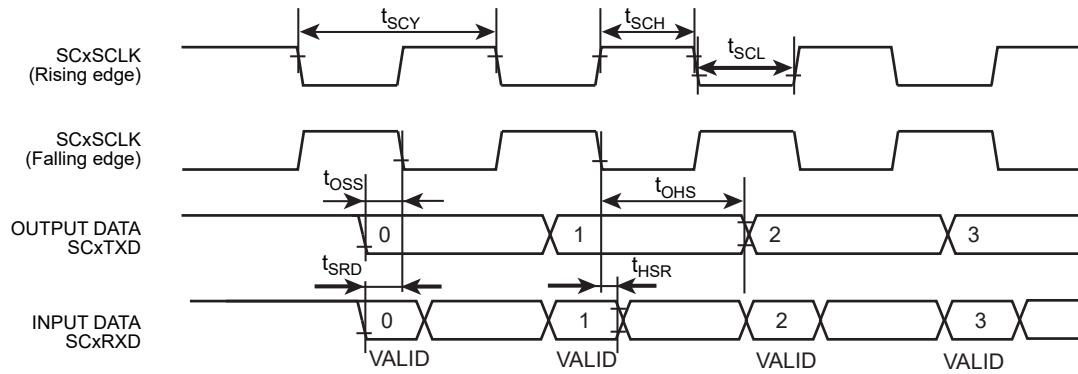 tSCY
tSCH
tSCL
SCxSCLK
(Rising edge)
SCxSCLK
(Falling edge)
tOSS
tOHS
OUTPUT DATA
SCxTXD
0
1
2
3
tSRD
tHSR
INPUT DATA
SCxRXD
0
1
2
3
VALID
VALID
VALID
VALID